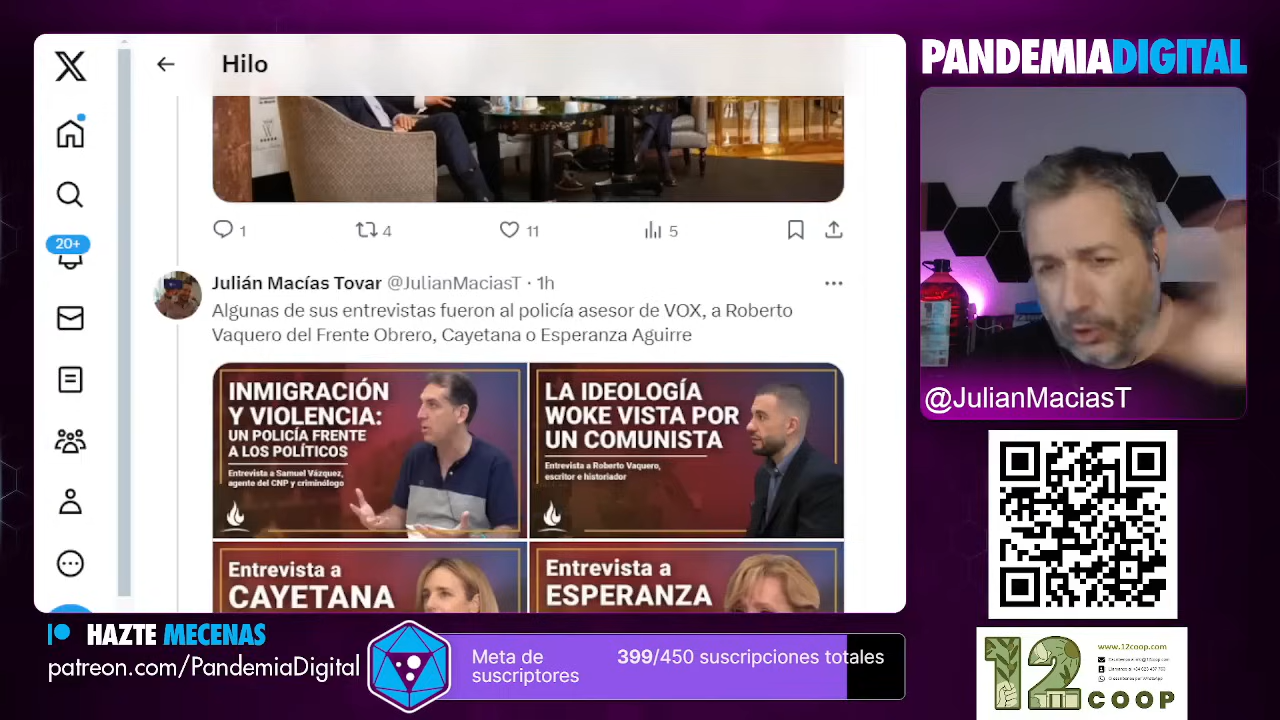 Hilo
PANDEMIADIGITAL
1
4
11
5
20+
Julián Macías Tovar @JulianMaciasT · 1h
Algunas de sus entrevistas fueron al policía asesor de VOX, a Roberto
Vaquero del Frente Obrero, Cayetana o Esperanza Aguirre
INMIGRACIÓN
Y VIOLENCIA:
UN POLICÍA FRENTE
A LOS POLÍTICOS
Entrevista a Samuel Vázquez,
agente del CNP y criminólogo
LA IDEOLOGÍA
WOKE VISTA POR
UN COMUNISTA
Entrevista a Roberto Vaquero,
escritor e historiador
Entrevista a
CAYETANA
Entrevista a
ESPERANZA
@JulianMaciasT
HAZTE MECENAS
patreon.com/PandemiaDigital
Meta de
suscriptores
399/450 suscripciones totales
www.12coop.com
12
COOP